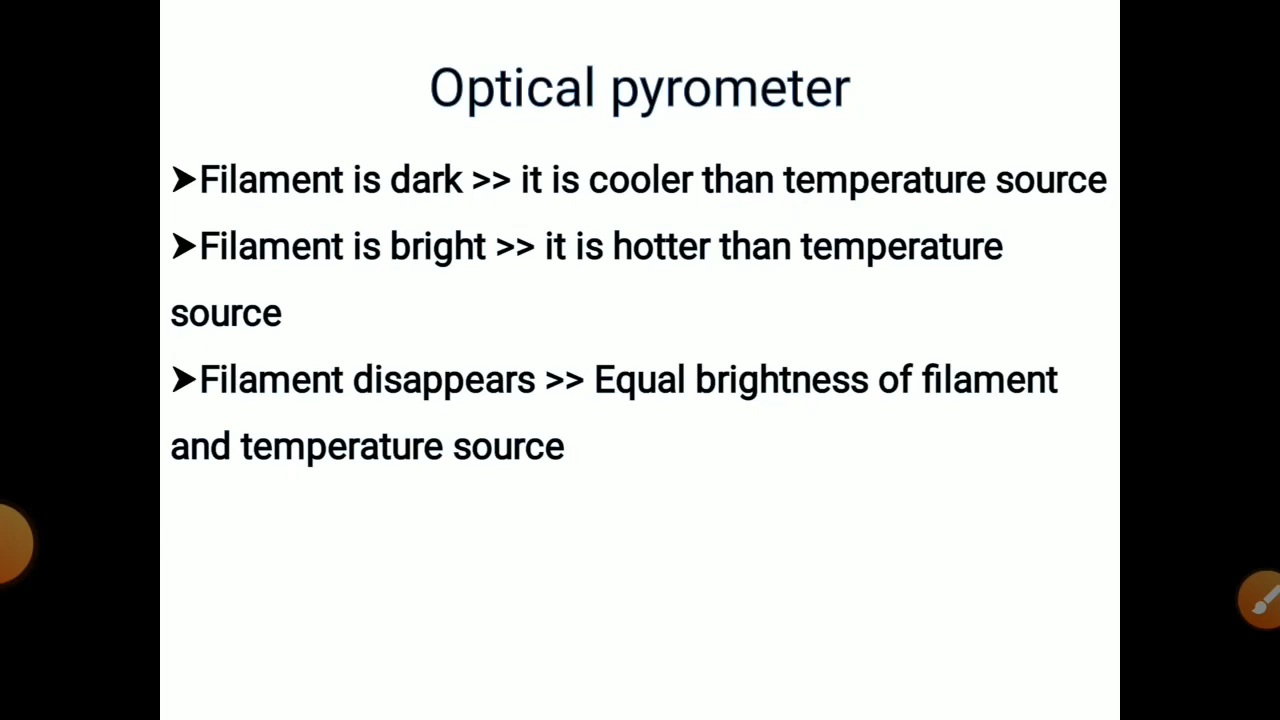 Optical pyrometer
➤Filament is dark >> it is cooler than temperature source
➤Filament is bright >> it is hotter than temperature
source
➤Filament disappears >> Equal brightness of filament
and temperature source